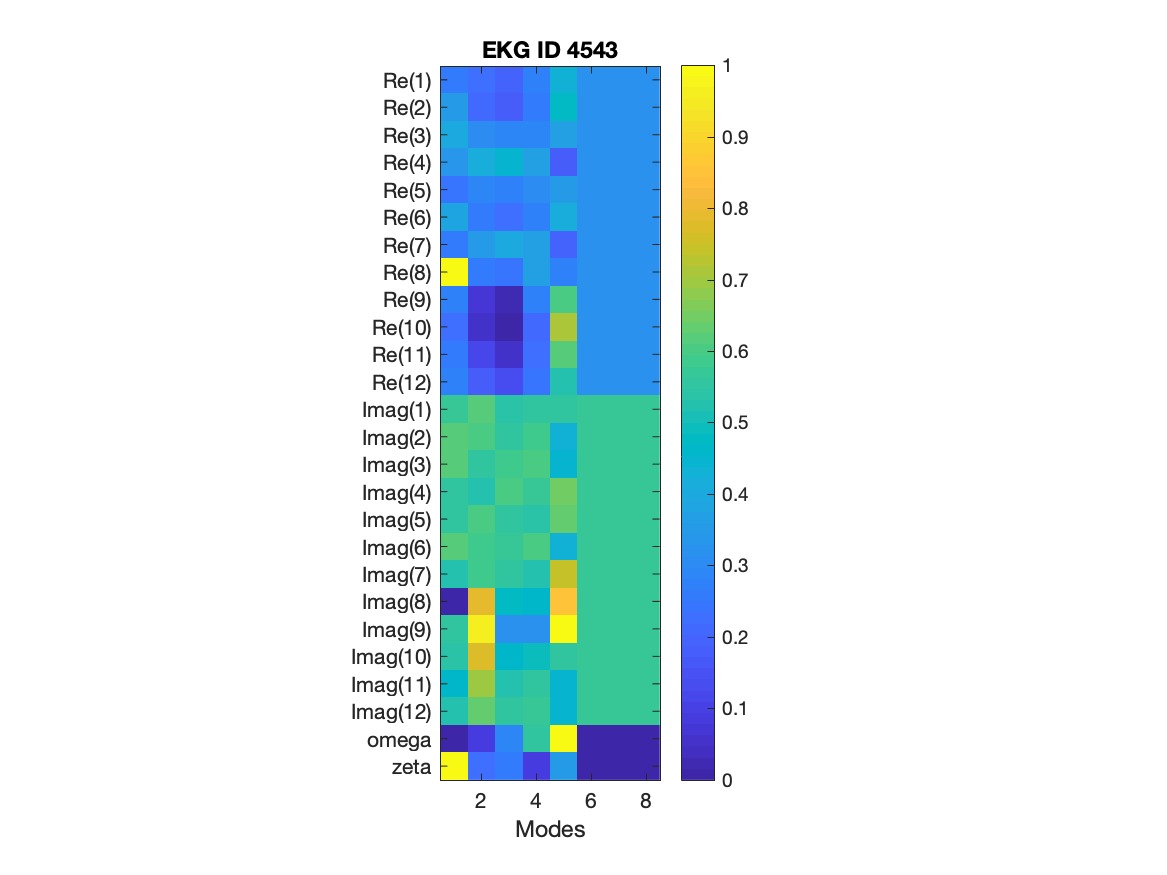 EKG ID 4543
Re(1)
Re(2)
Re(3)
Re(4)
Re(5)
Re(6)
Re(7)
Re(8)
Re(9)
Re(10)
Re(11)
Re(12)
Imag(1)
Imag(2)
Imag(3)
Imag(4)
Imag(5)
Imag(6)
Imag(7)
Imag(8)
Imag(9)
Imag(10)
Imag(11)
Imag(12)
omega
zeta
2 4 6 8
Modes
1
0.9
0.8
0.7
0.6
0.5
0.4
0.3
0.2
0.1
0